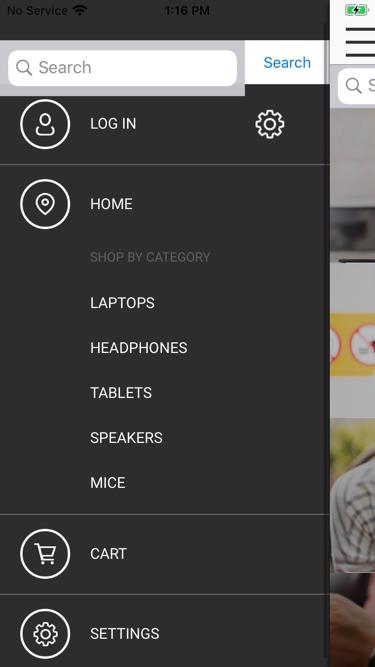 No Service 1:16 PM
Search Search
LOG IN
HOME
SHOP BY CATEGORY
LAPTOPS
HEADPHONES
TABLETS
SPEAKERS
MICE
CART
SETTINGS